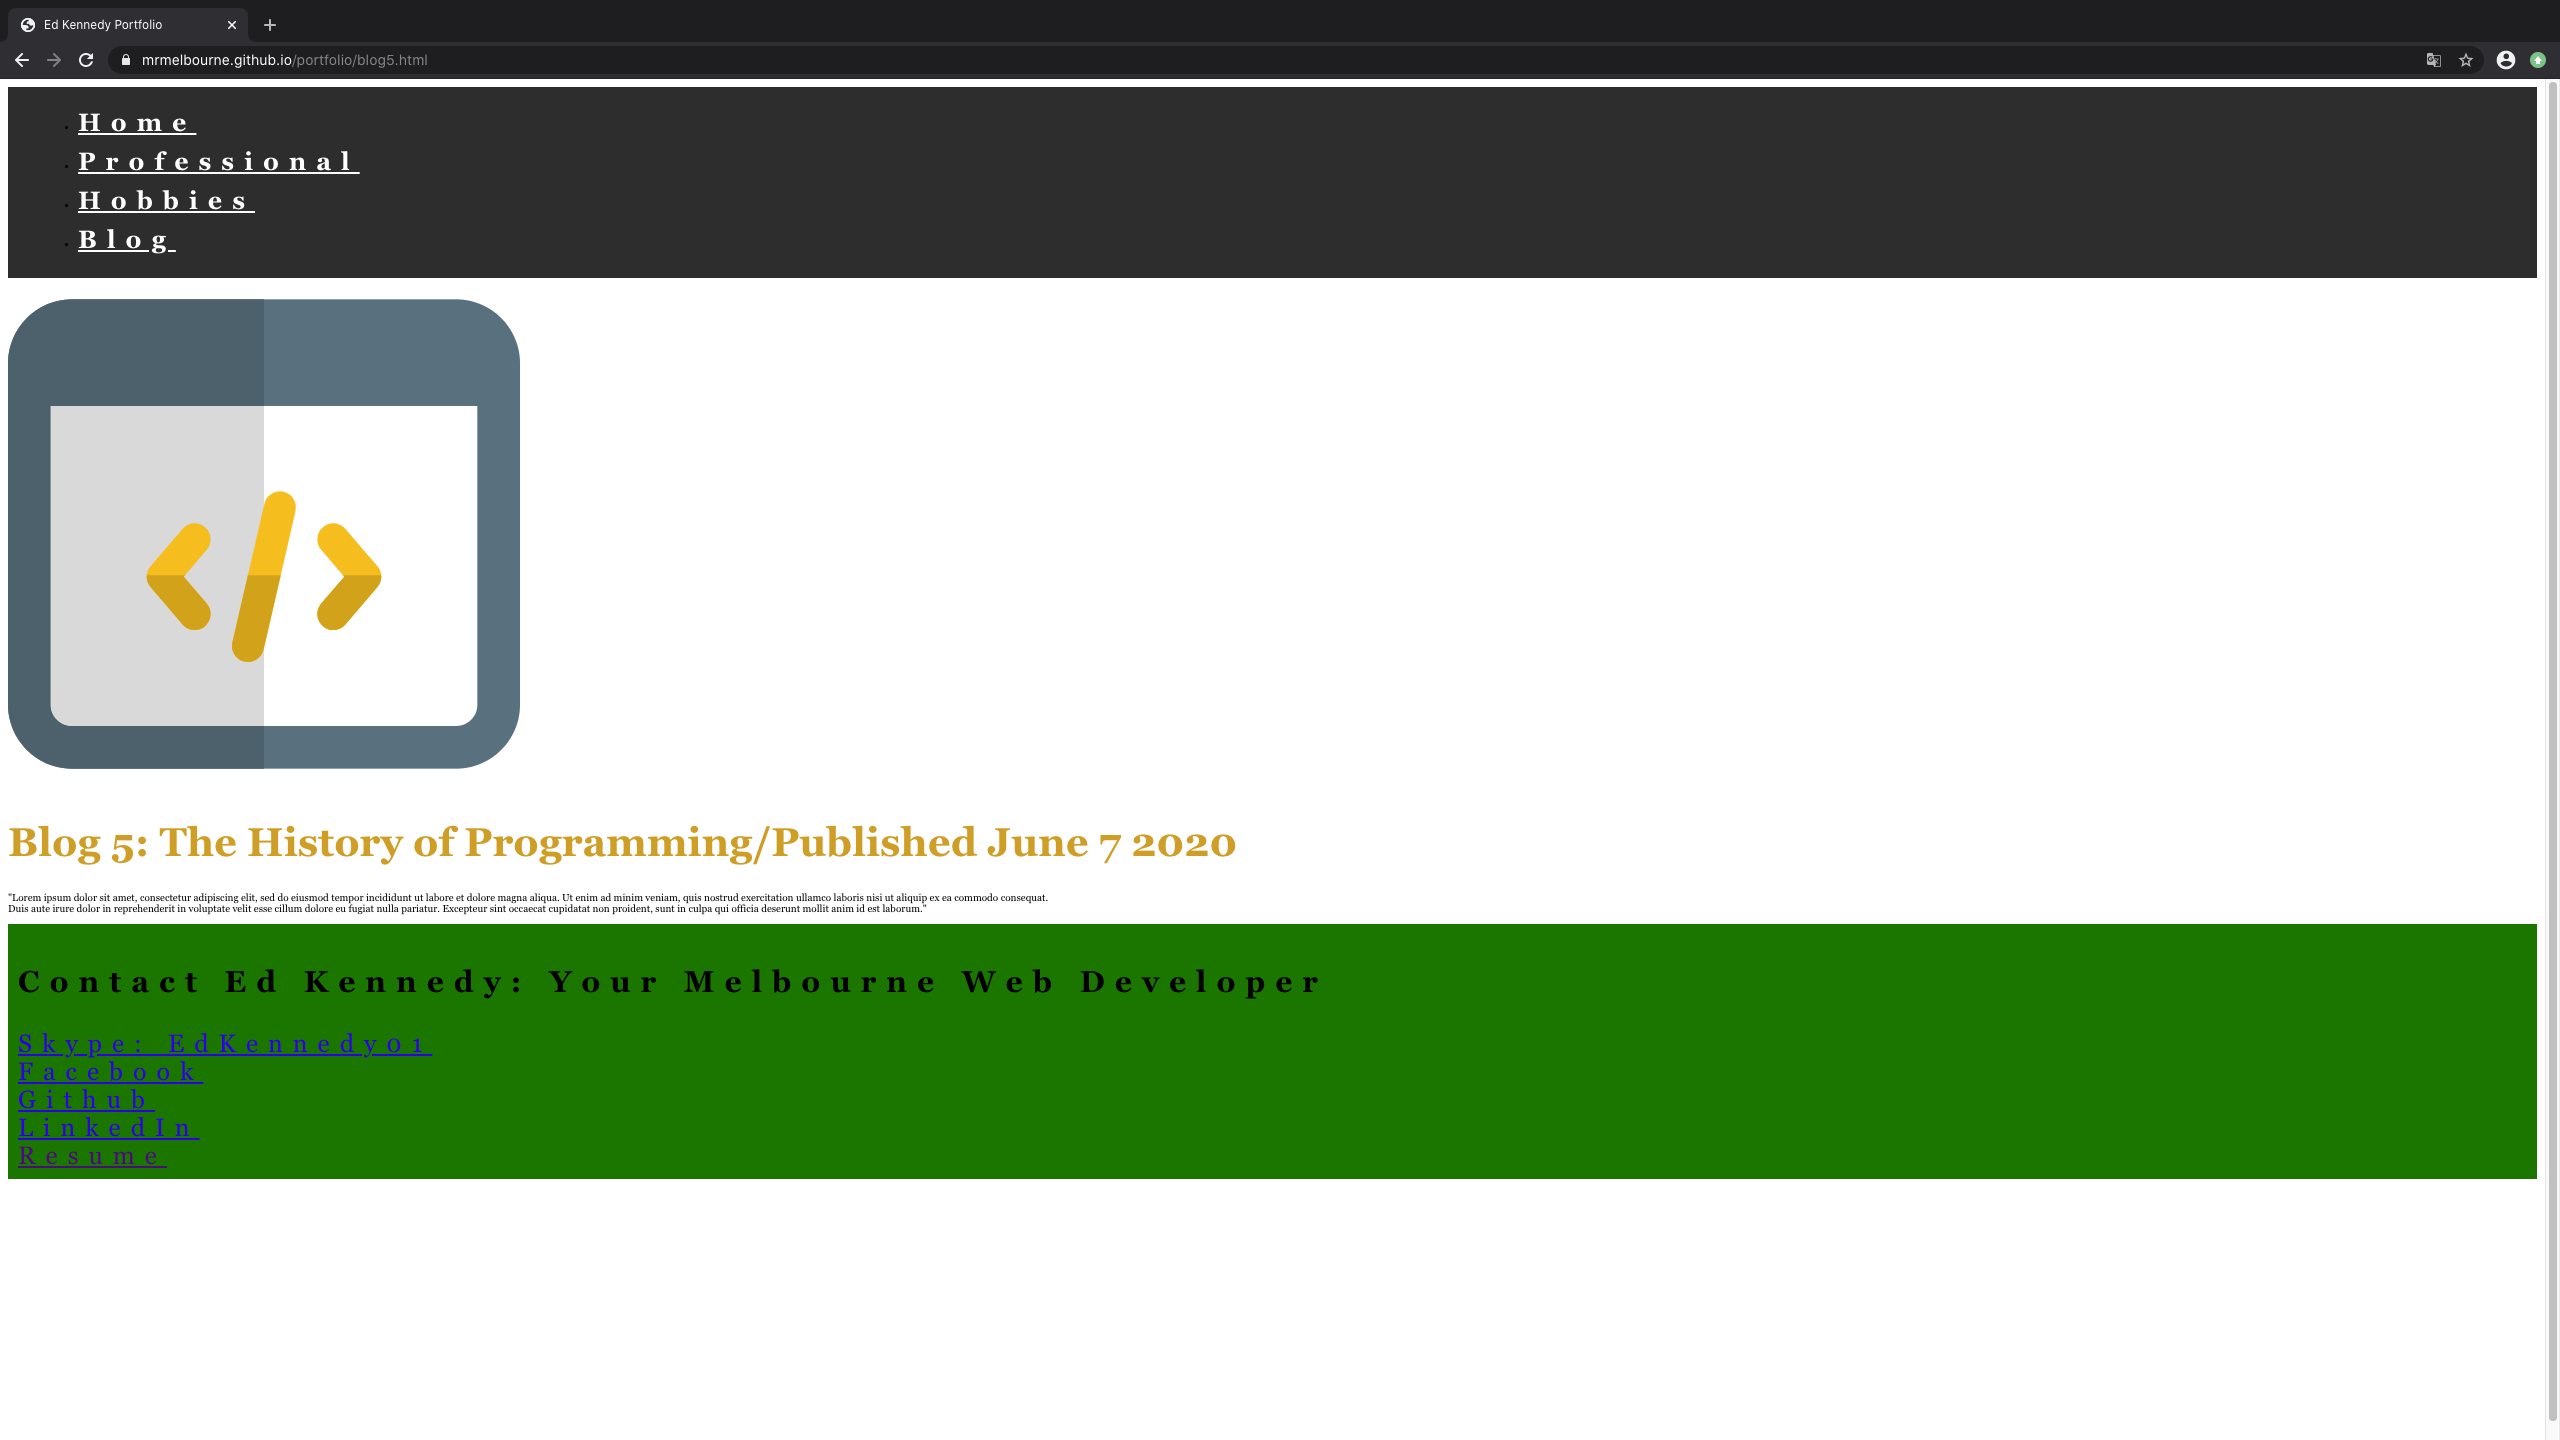 Ed Kennedy Portfolio
mrmelbourne.github.io/portfolio/blog5.html
Home
Professional
Hobbies
Blog
</>
Blog 5: The History of Programming/Published June 7 2020
"Lorem ipsum dolor sit amet, consectetur adipiscing elit, sed do eiusmod tempor incididunt ut labore et dolore magna aliqua. Ut enim ad minim veniam, quis nostrud exercitation ullamco laboris nisi ut aliquip ex ea commodo consequat.
Duis aute irure dolor in reprehenderit in voluptate velit esse cillum dolore eu fugiat nulla pariatur. Excepteur sint occaecat cupidatat non proident, sunt in culpa qui officia deserunt mollit anim id est laborum."
Contact Ed Kennedy: Your Melbourne Web Developer
Skype: EdKennedy01
Facebook
Github
LinkedIn
Resume